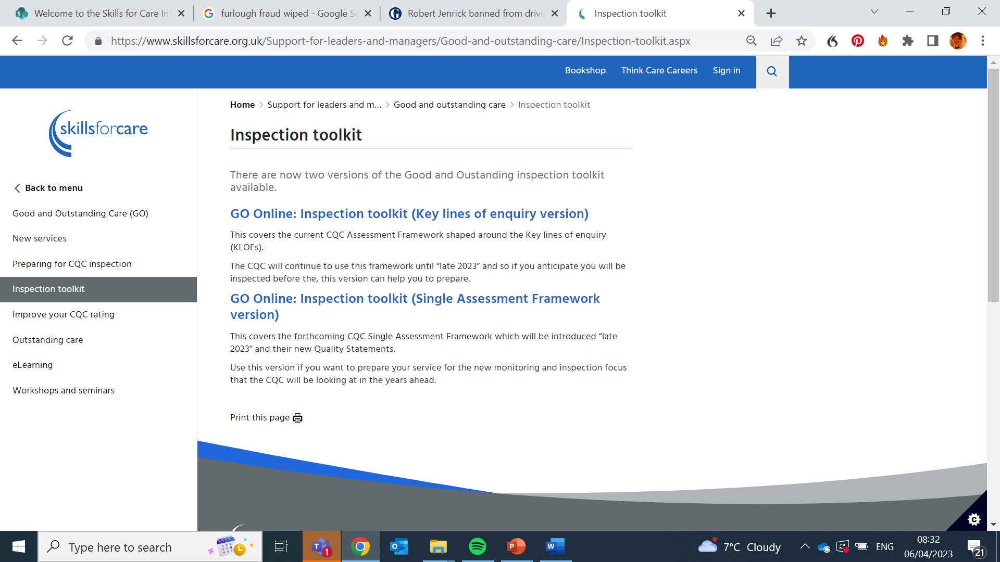 Welcome to the Skills for Care Int
furlough fraud wiped - Google Se
Robert Jenrick banned from drivi
Inspection toolkit
https://www.skillsforcare.org.uk/Support-for-leaders-and-managers/Good-and-outstanding-care/Inspection-toolkit.aspx
Bookshop
Think Care Careers
Sign in
skillsforcare
Back to menu
Good and Outstanding Care (GO)
New services
Preparing for CQC inspection
Inspection toolkit
Improve your CQC rating
Outstanding care
eLearning
Workshops and seminars
Home > Support for leaders and m... > Good and outstanding care > Inspection toolkit
Inspection toolkit
There are now two versions of the Good and Oustanding inspection toolkit
available.
GO Online: Inspection toolkit (Key lines of enquiry version)
This covers the current CQC Assessment Framework shaped around the Key lines of enquiry
(KLOEs).
The CQC will continue to use this framework until “late 2023” and so if you anticipate you will be
inspected before the, this version can help you to prepare.
GO Online: Inspection toolkit (Single Assessment Framework
version)
This covers the forthcoming CQC Single Assessment Framework which will be introduced “late
2023” and their new Quality Statements.
Use this version if you want to prepare your service for the new monitoring and inspection focus
that the CQC will be looking at in the years ahead.
Print this page
Type here to search
7°C Cloudy
ENG
08:32
06/04/2023
21